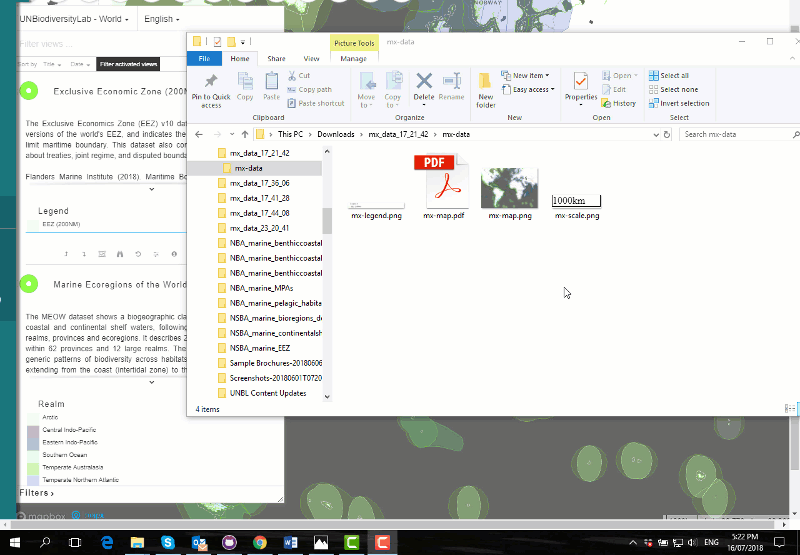 UNBiodiversityLab - World
English
NORWAY
Filter views ...
Sort by Title Date Filter activated views
Exclusive Economic Zone (200N
The Exclusive Economics Zone (EEZ) v10 dat
versions of the world's EEZ, and indicates the
limit maritime boundary. This dataset also con
about treaties, joint regime, and disputed bounda
Flanders Marine Institute (2018). Maritime Bo
Legend
EEZ (200NM)
Marine Ecoregions of the World
The MEOW dataset shows a biogeographic cla
coastal and continental shelf waters, following
realms, provinces and ecoregions. It describes 2
within 62 provinces and 12 large realms. The
generic patterns of biodiversity across habitats
extending from the coast (intertidal zone) to th
Realm
Arctic
Central Indo-Pacific
Eastern Indo-Pacific
Southern Ocean
Temperate Australasia
Temperate Northern Atlantic
Filters
mapbox
Picture Tools
mx-data
File
Home
Share
View
Manage
Pin to Quick access
Copy
Paste
Cut
Copy path
Paste shortcut
Clipboard
Move to
Copy to
Delete
Rename
Organize
New folder
New item
Easy access
New
Properties
Open
Edit
History
Open
Select all
Select none
Invert selection
Select
This PC
Downloads
mx_data_17_21_42
mx-data
Search mx-data
mx_data_17_21_42
mx-data
mx_data_17_36_06
mx_data_17_41_28
mx_data_17_44_08
mx_data_23_20_41
NBA_marine_benthiccoastal
NBA_marine_benthiccoastal
NBA_marine_benthiccoastal
NBA_marine_MPAs
NBA_marine_pelagic_habita
NSBA_marine_bioregions_de
NSBA_marine_continentalsh
NSBA_marine_EEZ
Sample Brochures-20180606
Screenshots-20180601T0720
UNBL Content Updates
PDF
1000km
mx-legend.png
mx-map.pdf
mx-map.png
mx-scale.png
4 items
ENG
5:22 PM
16/07/2018